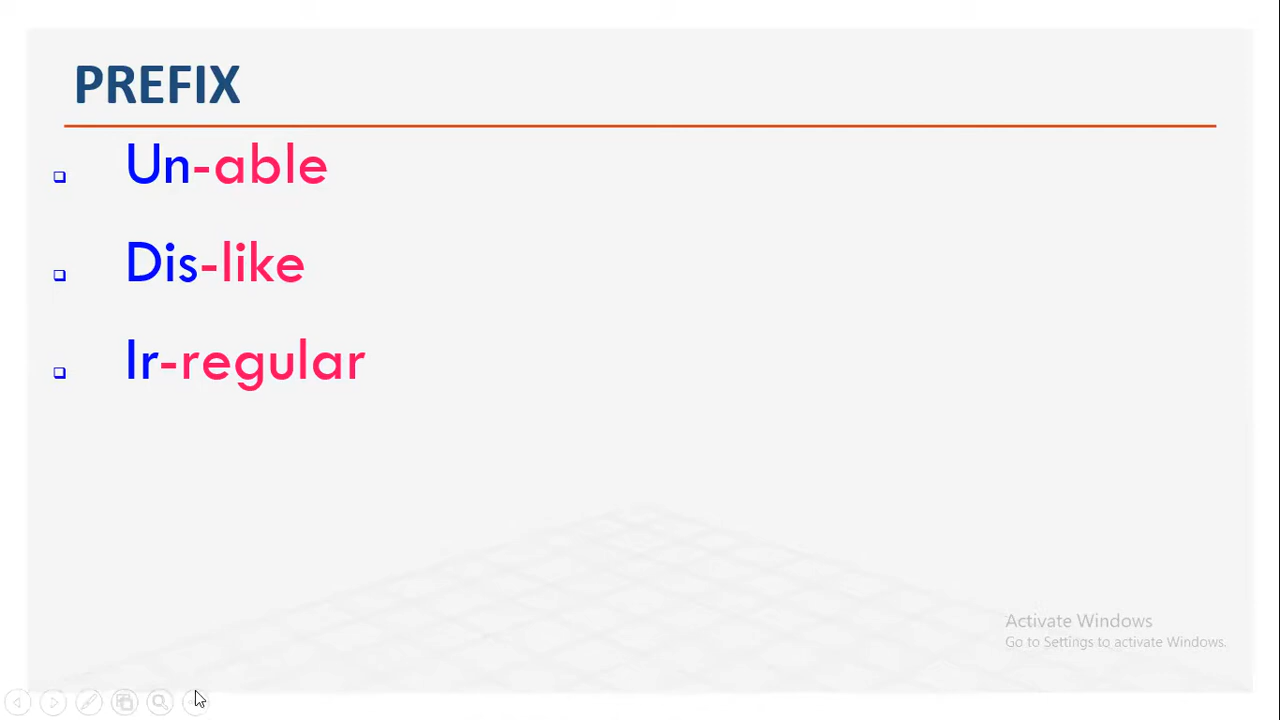 PREFIX
Un-able
Dis-like
Ir-regular
Activate Windows
Go to Settings to activate Windows.